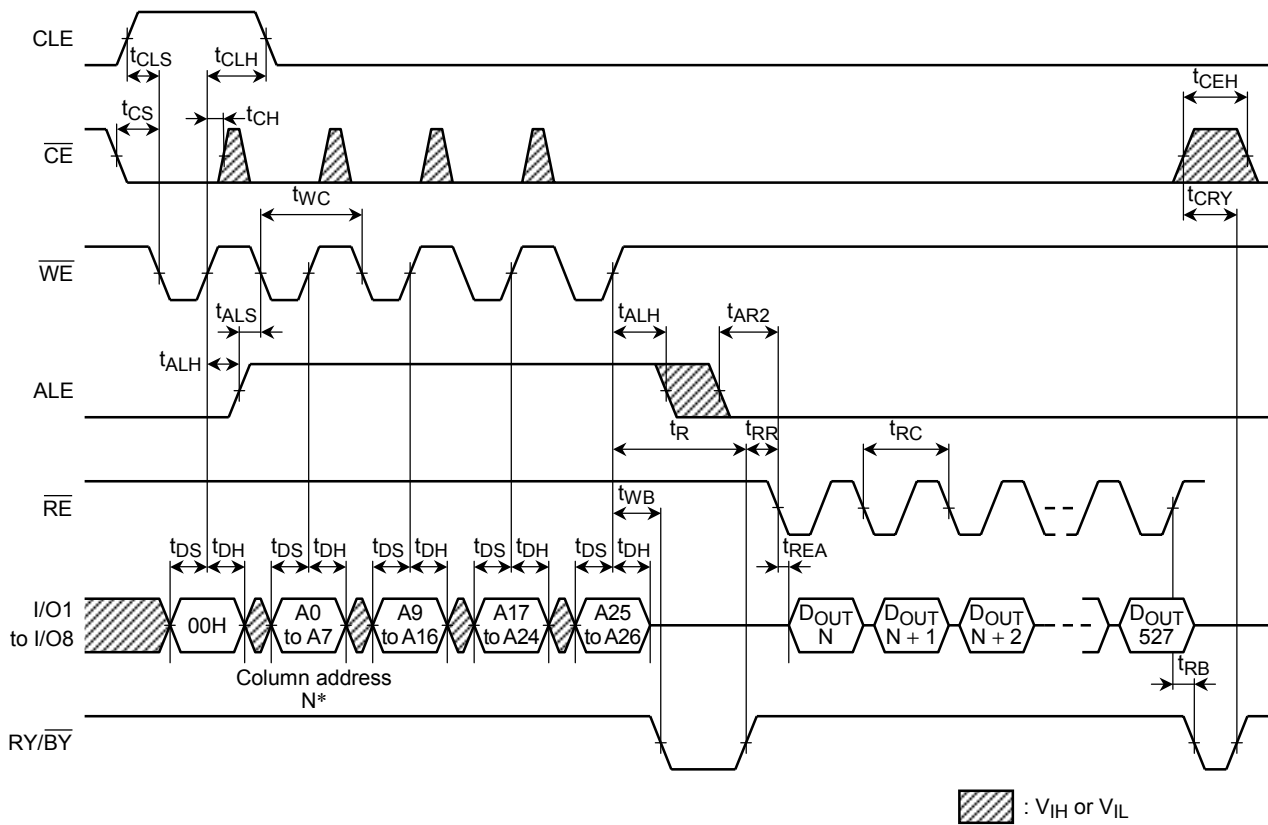 CLE
tCLS
tCLH
tCEH
tCS
tCH
CE
tWC
tCRY
WE
tALS
tALH
tAR2
tALH
ALE
tR
tRR
tRC
tWB
RE
tREA
tDS tDH tDS tDH tDS tDH tDS tDH tDS tDH
I/O1
to I/O8
00H
A0
to A7
A9
to A16
A17
to A24
A25
to A26
DOUT
N
DOUT
N + 1
DOUT
N + 2
DOUT
527
Column address
N*
tRB
RY/BY
: VIH or VIL